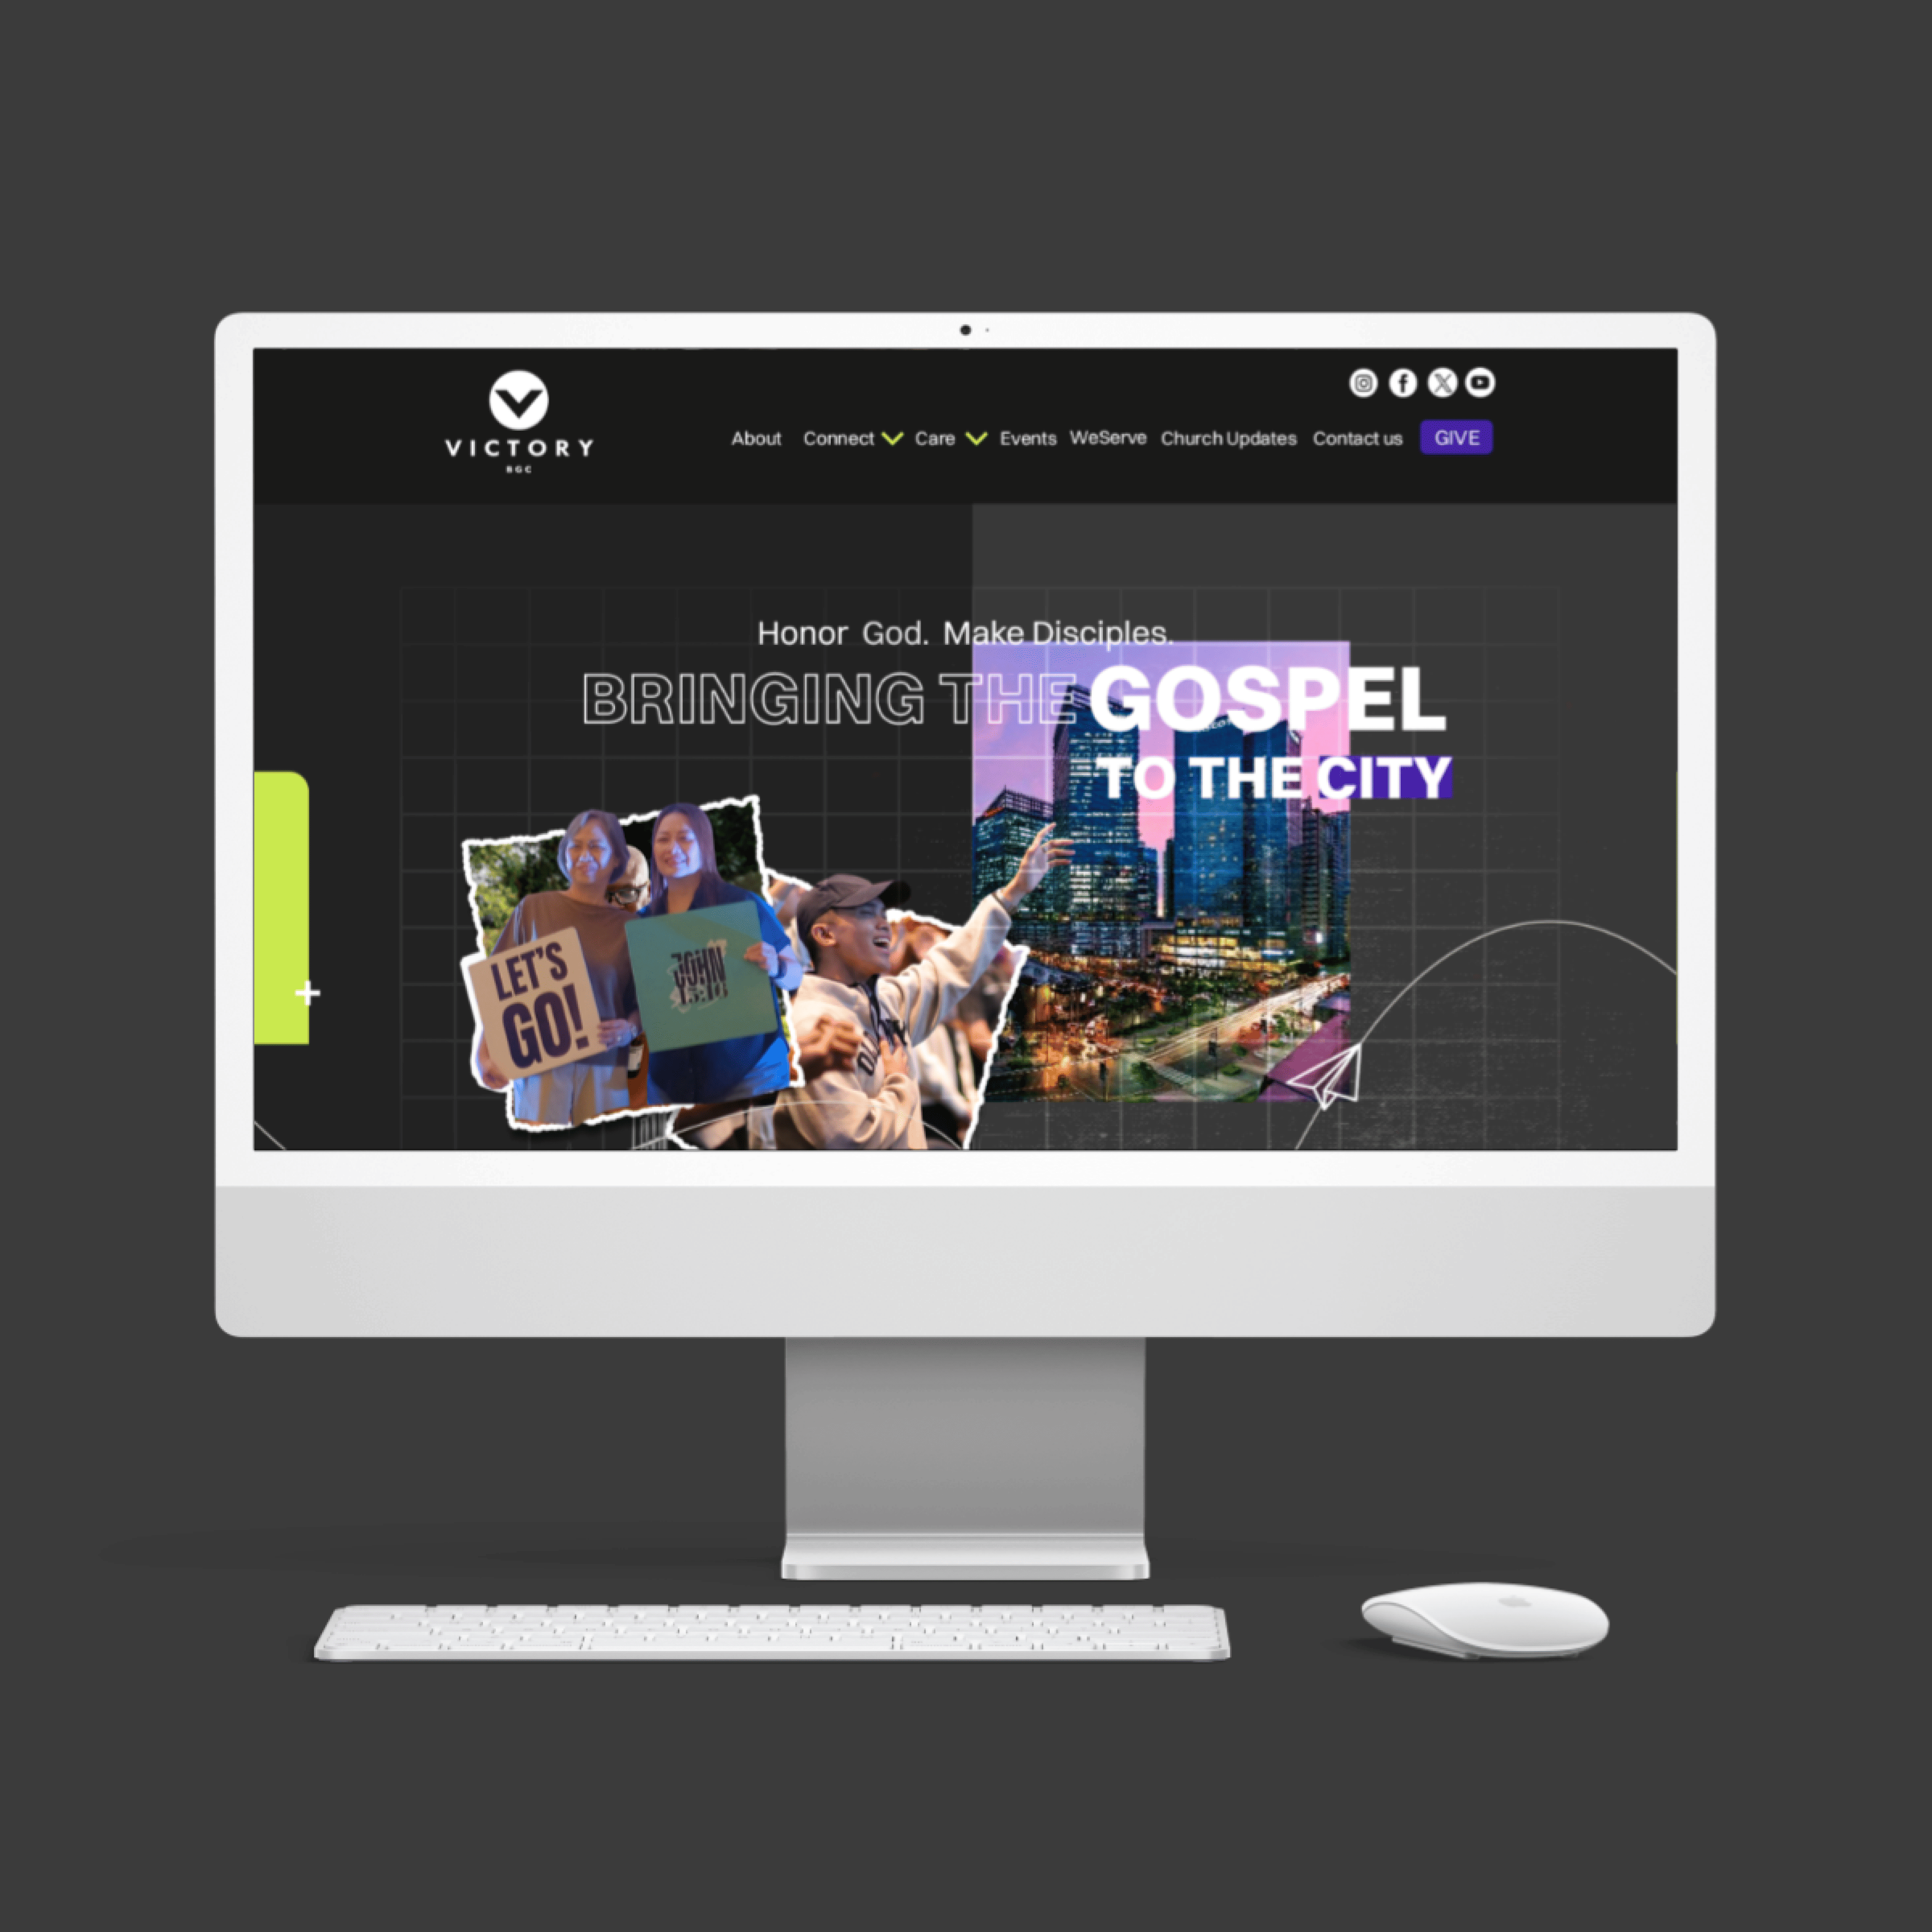 VICTORY
BGC
About Connect Care Events WeServe Church Updates Contact us GIVE
Honor God. Make Disciples.
BRINGING THE GOSPEL
TO THE CITY
LET'S
GO!
JOHN